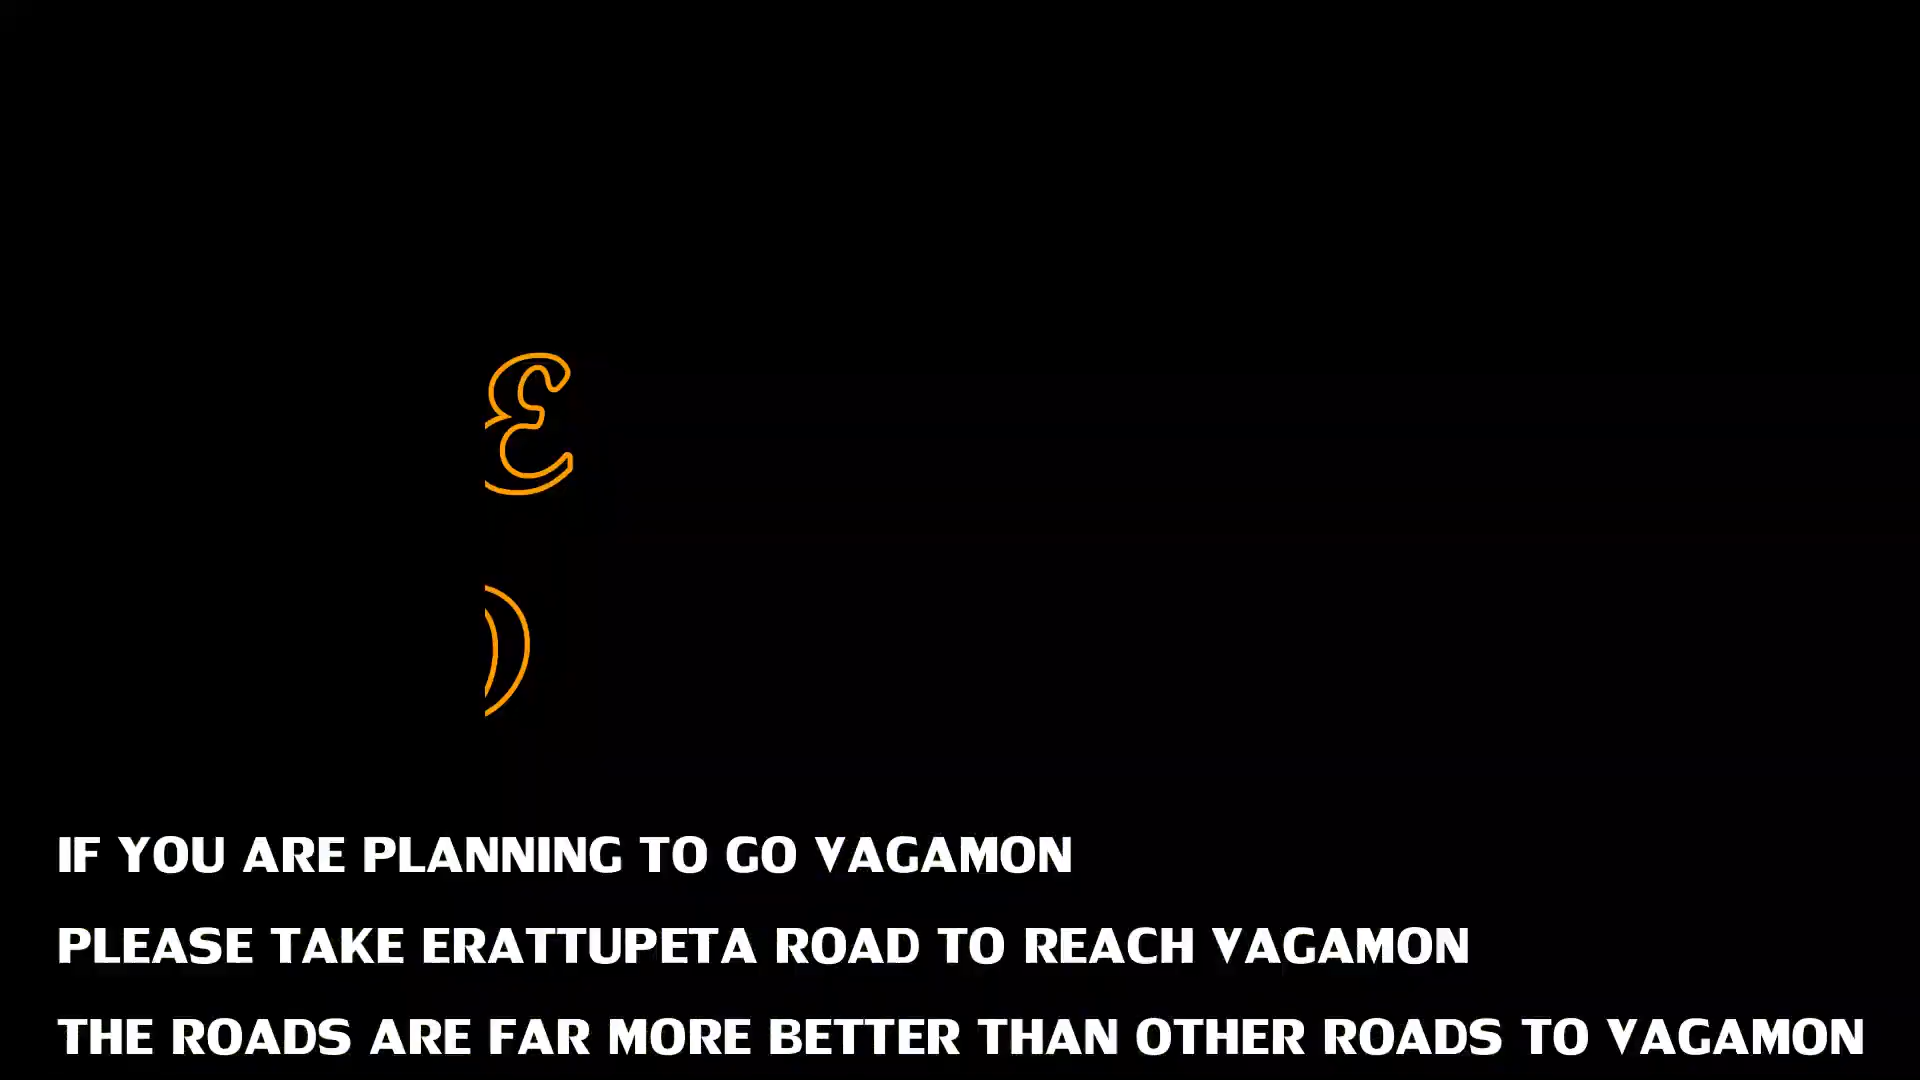 IF YOU ARE PLANNING TO GO VAGAMON
PLEASE TAKE ERATTUPETA ROAD TO REACH VAGAMON
THE ROADS ARE FAR MORE BETTER THAN OTHER ROADS TO VAGAMON